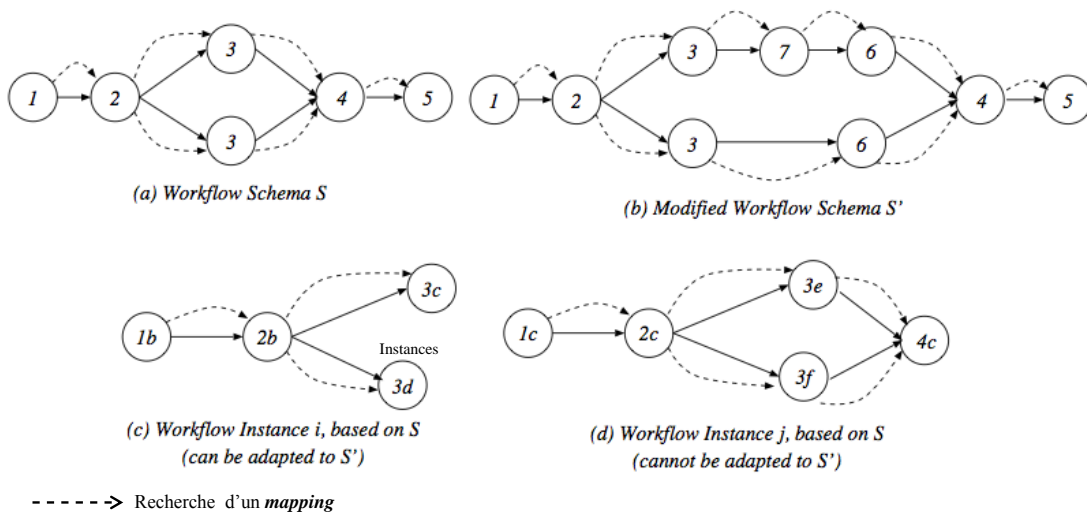 3
1
2
4
5
3
(a) Workflow Schema S
3
7
6
1
2
4
5
3
6
(b) Modified Workflow Schema S’
3c
1b
2b
Instances
3d
(c) Workflow Instance i, based on S
(can be adapted to S’)
3e
1c
2c
4c
3f
(d) Workflow Instance j, based on S
(cannot be adapted to S’)
Recherche d’un mapping